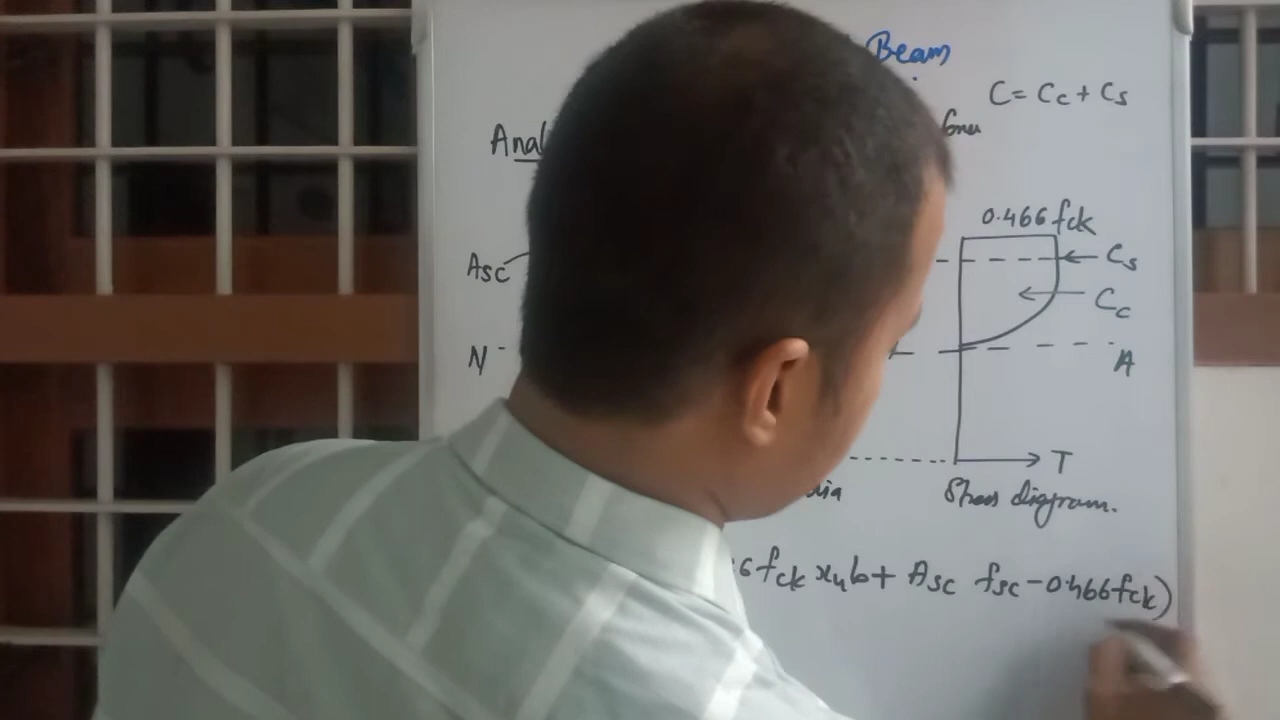 Beam
C = Cc + Cs
Anal
0.466 fck
Asc
Cs
Cc
N
A
T
Stress diagram.
6 fck xub + Asc fsc - 0.466 fck)